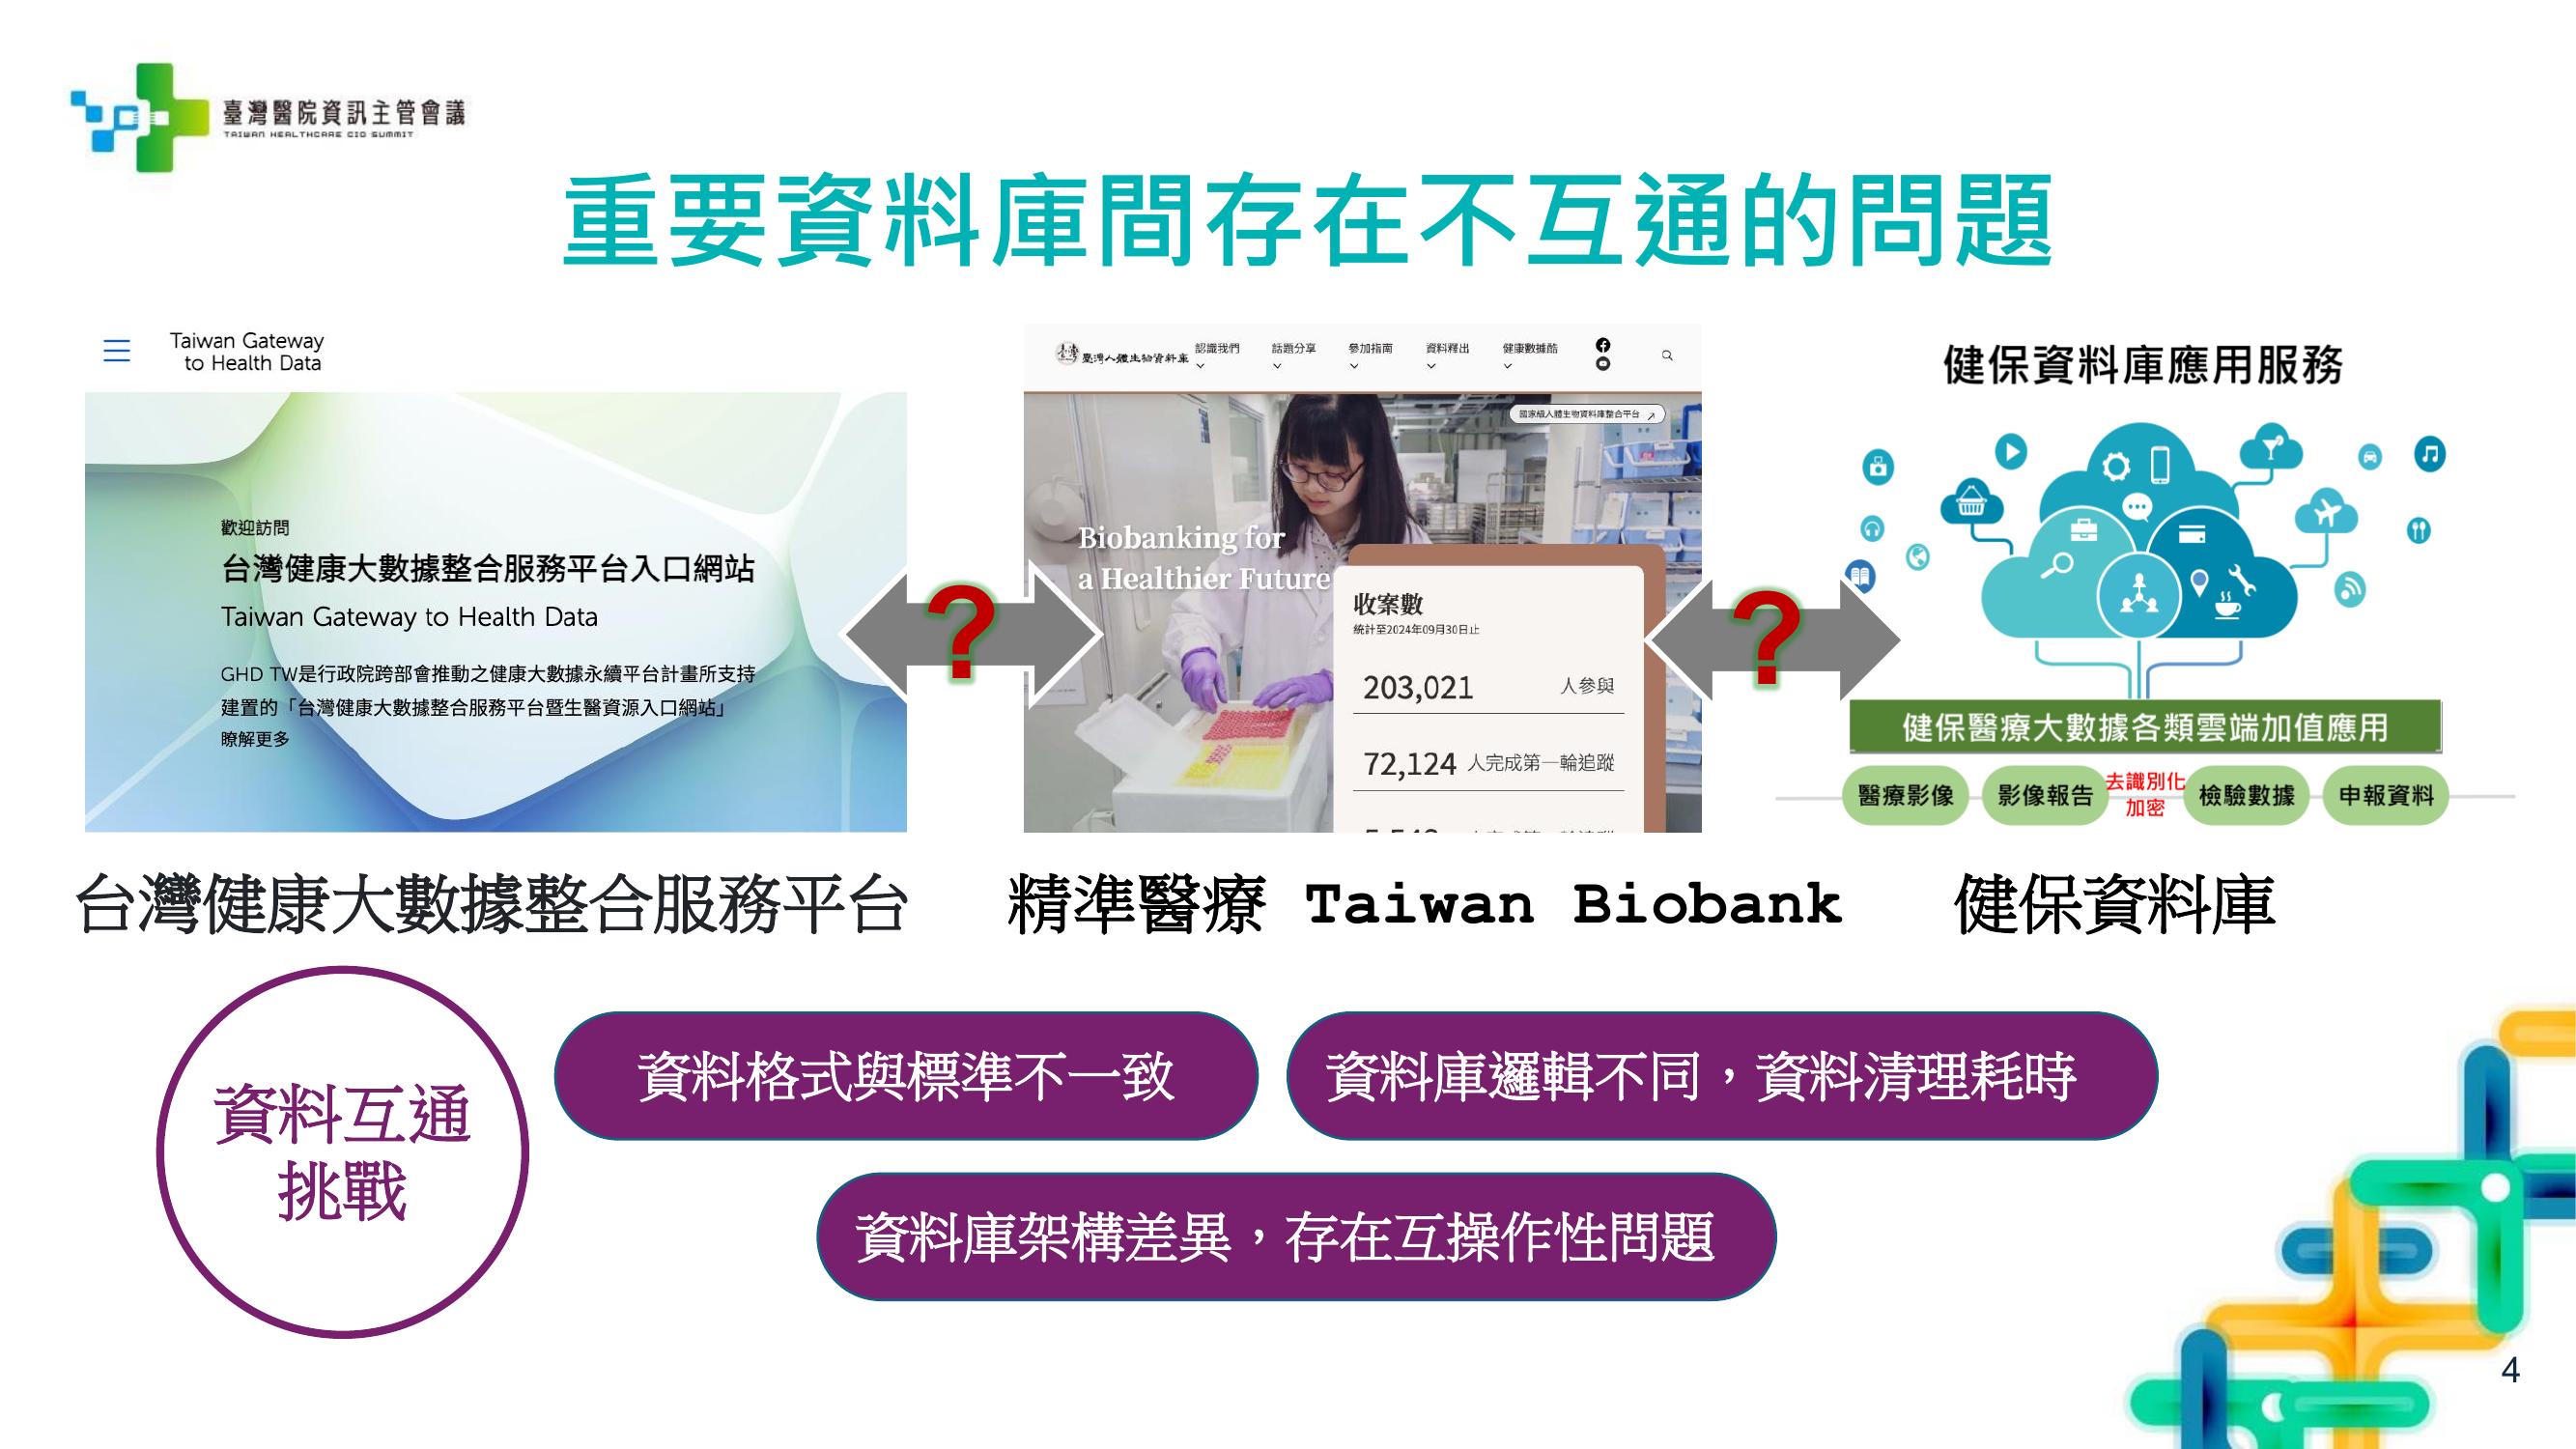 臺灣醫院資訊主管會議
TAIWAN HEALTHCARE CIO SUMMIT
重要資料庫間存在不互通的問題
Taiwan Gateway
to Health Data
歡迎訪問
台灣健康大數據整合服務平台入口網站
Taiwan Gateway to Health Data
GHD TW是行政院跨部會推動之健康大數據永續平台計畫所支持
建置的「台灣健康大數據整合服務平台暨生醫資源入口網站」
瞭解更多
?
臺灣人體生物資料庫
認識我們 話題分享 參加指南 資料釋出 健康數據酷
國家級人體生物資料庫整合平台
Biobanking for
a Healthier Future
收案數
統計至2024年09月30日止
203,021 人參與
72,124 人完成第一輪追蹤
?
健保資料庫應用服務
健保醫療大數據各類雲端加值應用
醫療影像 影像報告 去識別化 檢驗數據 申報資料
加密
台灣健康大數據整合服務平台
精準醫療 Taiwan Biobank
健保資料庫
資料互通
挑戰
資料格式與標準不一致
資料庫邏輯不同，資料清理耗時
資料庫架構差異，存在互操作性問題
4